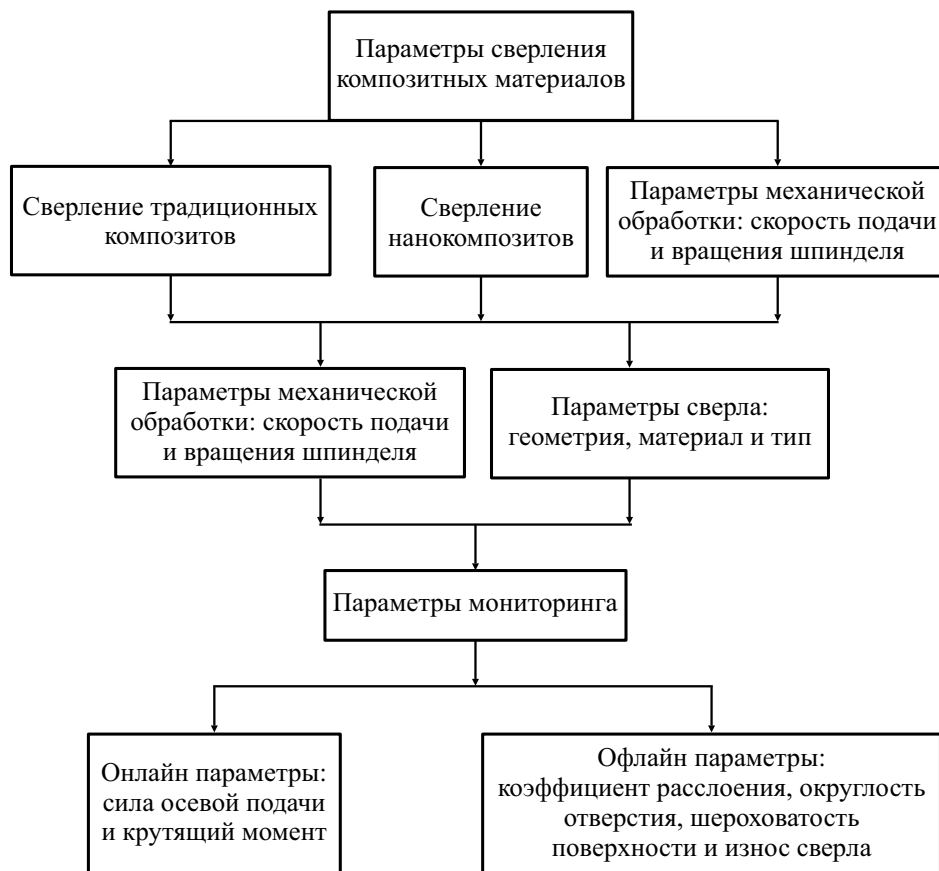 Параметры сверления
композитных материалов
Сверление традиционных
композитов
Сверление
нанокомпозитов
Параметры механической
обработки: скорость подачи
и вращения шпинделя
Параметры механической
обработки: скорость подачи
и вращения шпинделя
Параметры сверла:
геометрия, материал и тип
Параметры мониторинга
Онлайн параметры:
сила осевой подачи
и крутящий момент
Офлайн параметры:
коэффициент расслоения, округлость
отверстия, шероховатость
поверхности и износ сверла